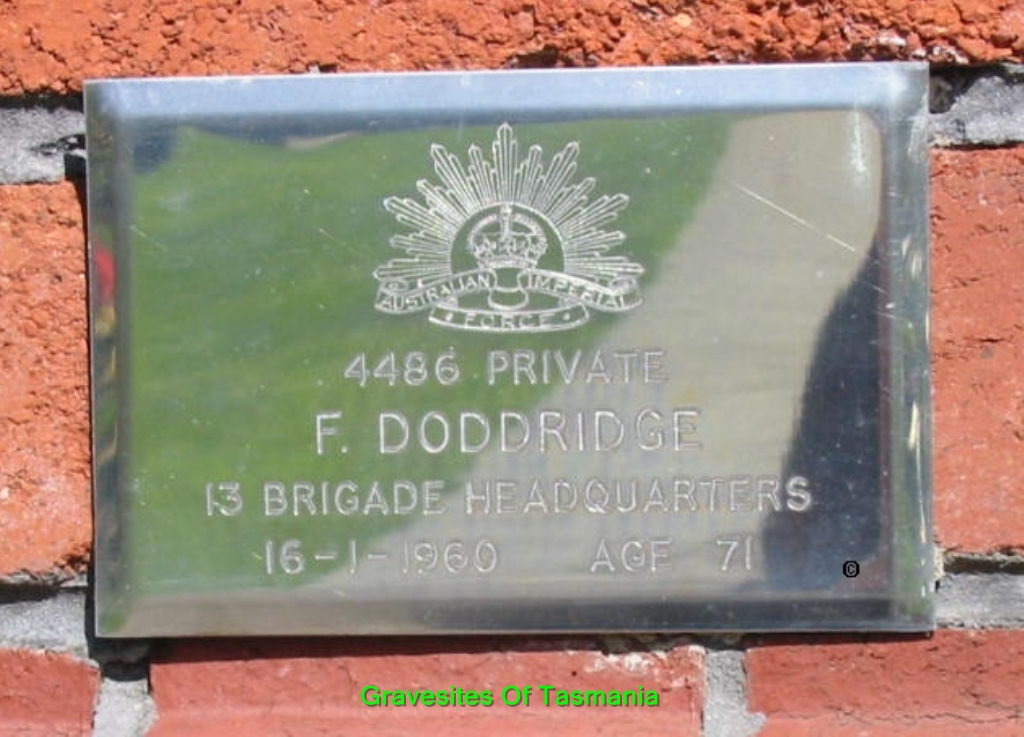 AUSTRALIAN IMPERIAL
FORCE
4486 PRIVATE
F. DODDRIDGE
13 BRIGADE HEADQUARTERS
16-1-1960 AGE 71
©
Gravesites Of Tasmania